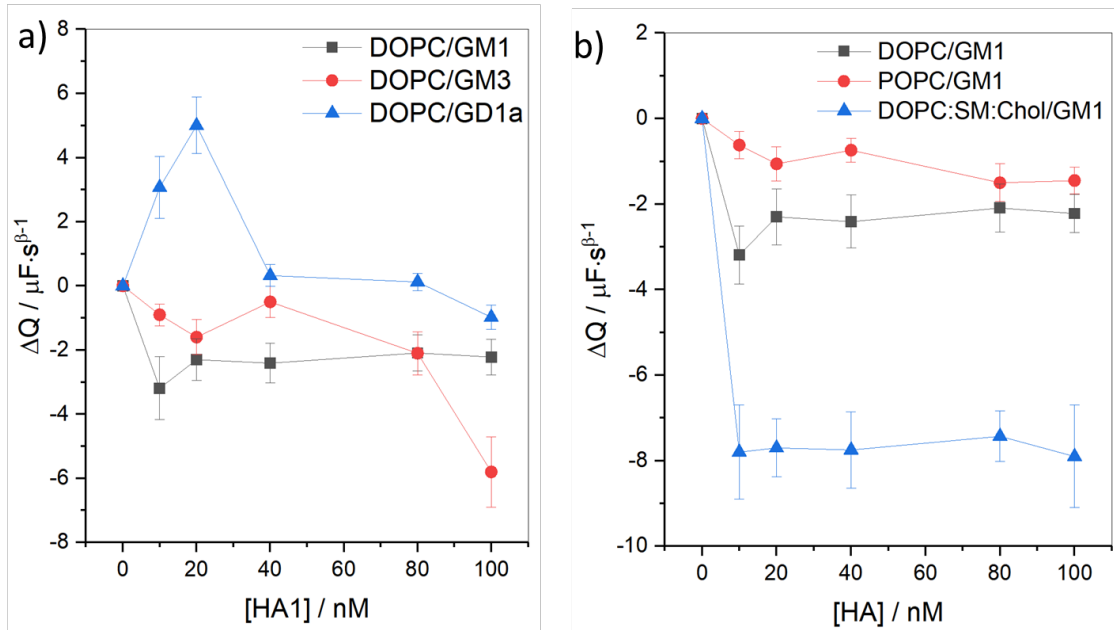 a)
DOPC/GM1
DOPC/GM3
DOPC/GD1a
ΔQ / μF·s^β-1
8
6
4
2
0
-2
-4
-6
-8
0 20 40 60 80 100
[HA1] / nM
b)
DOPC/GM1
POPC/GM1
DOPC:SM:Chol/GM1
ΔQ / μF·s^β-1
2
0
-2
-4
-6
-8
-10
0 20 40 60 80 100
[HA] / nM